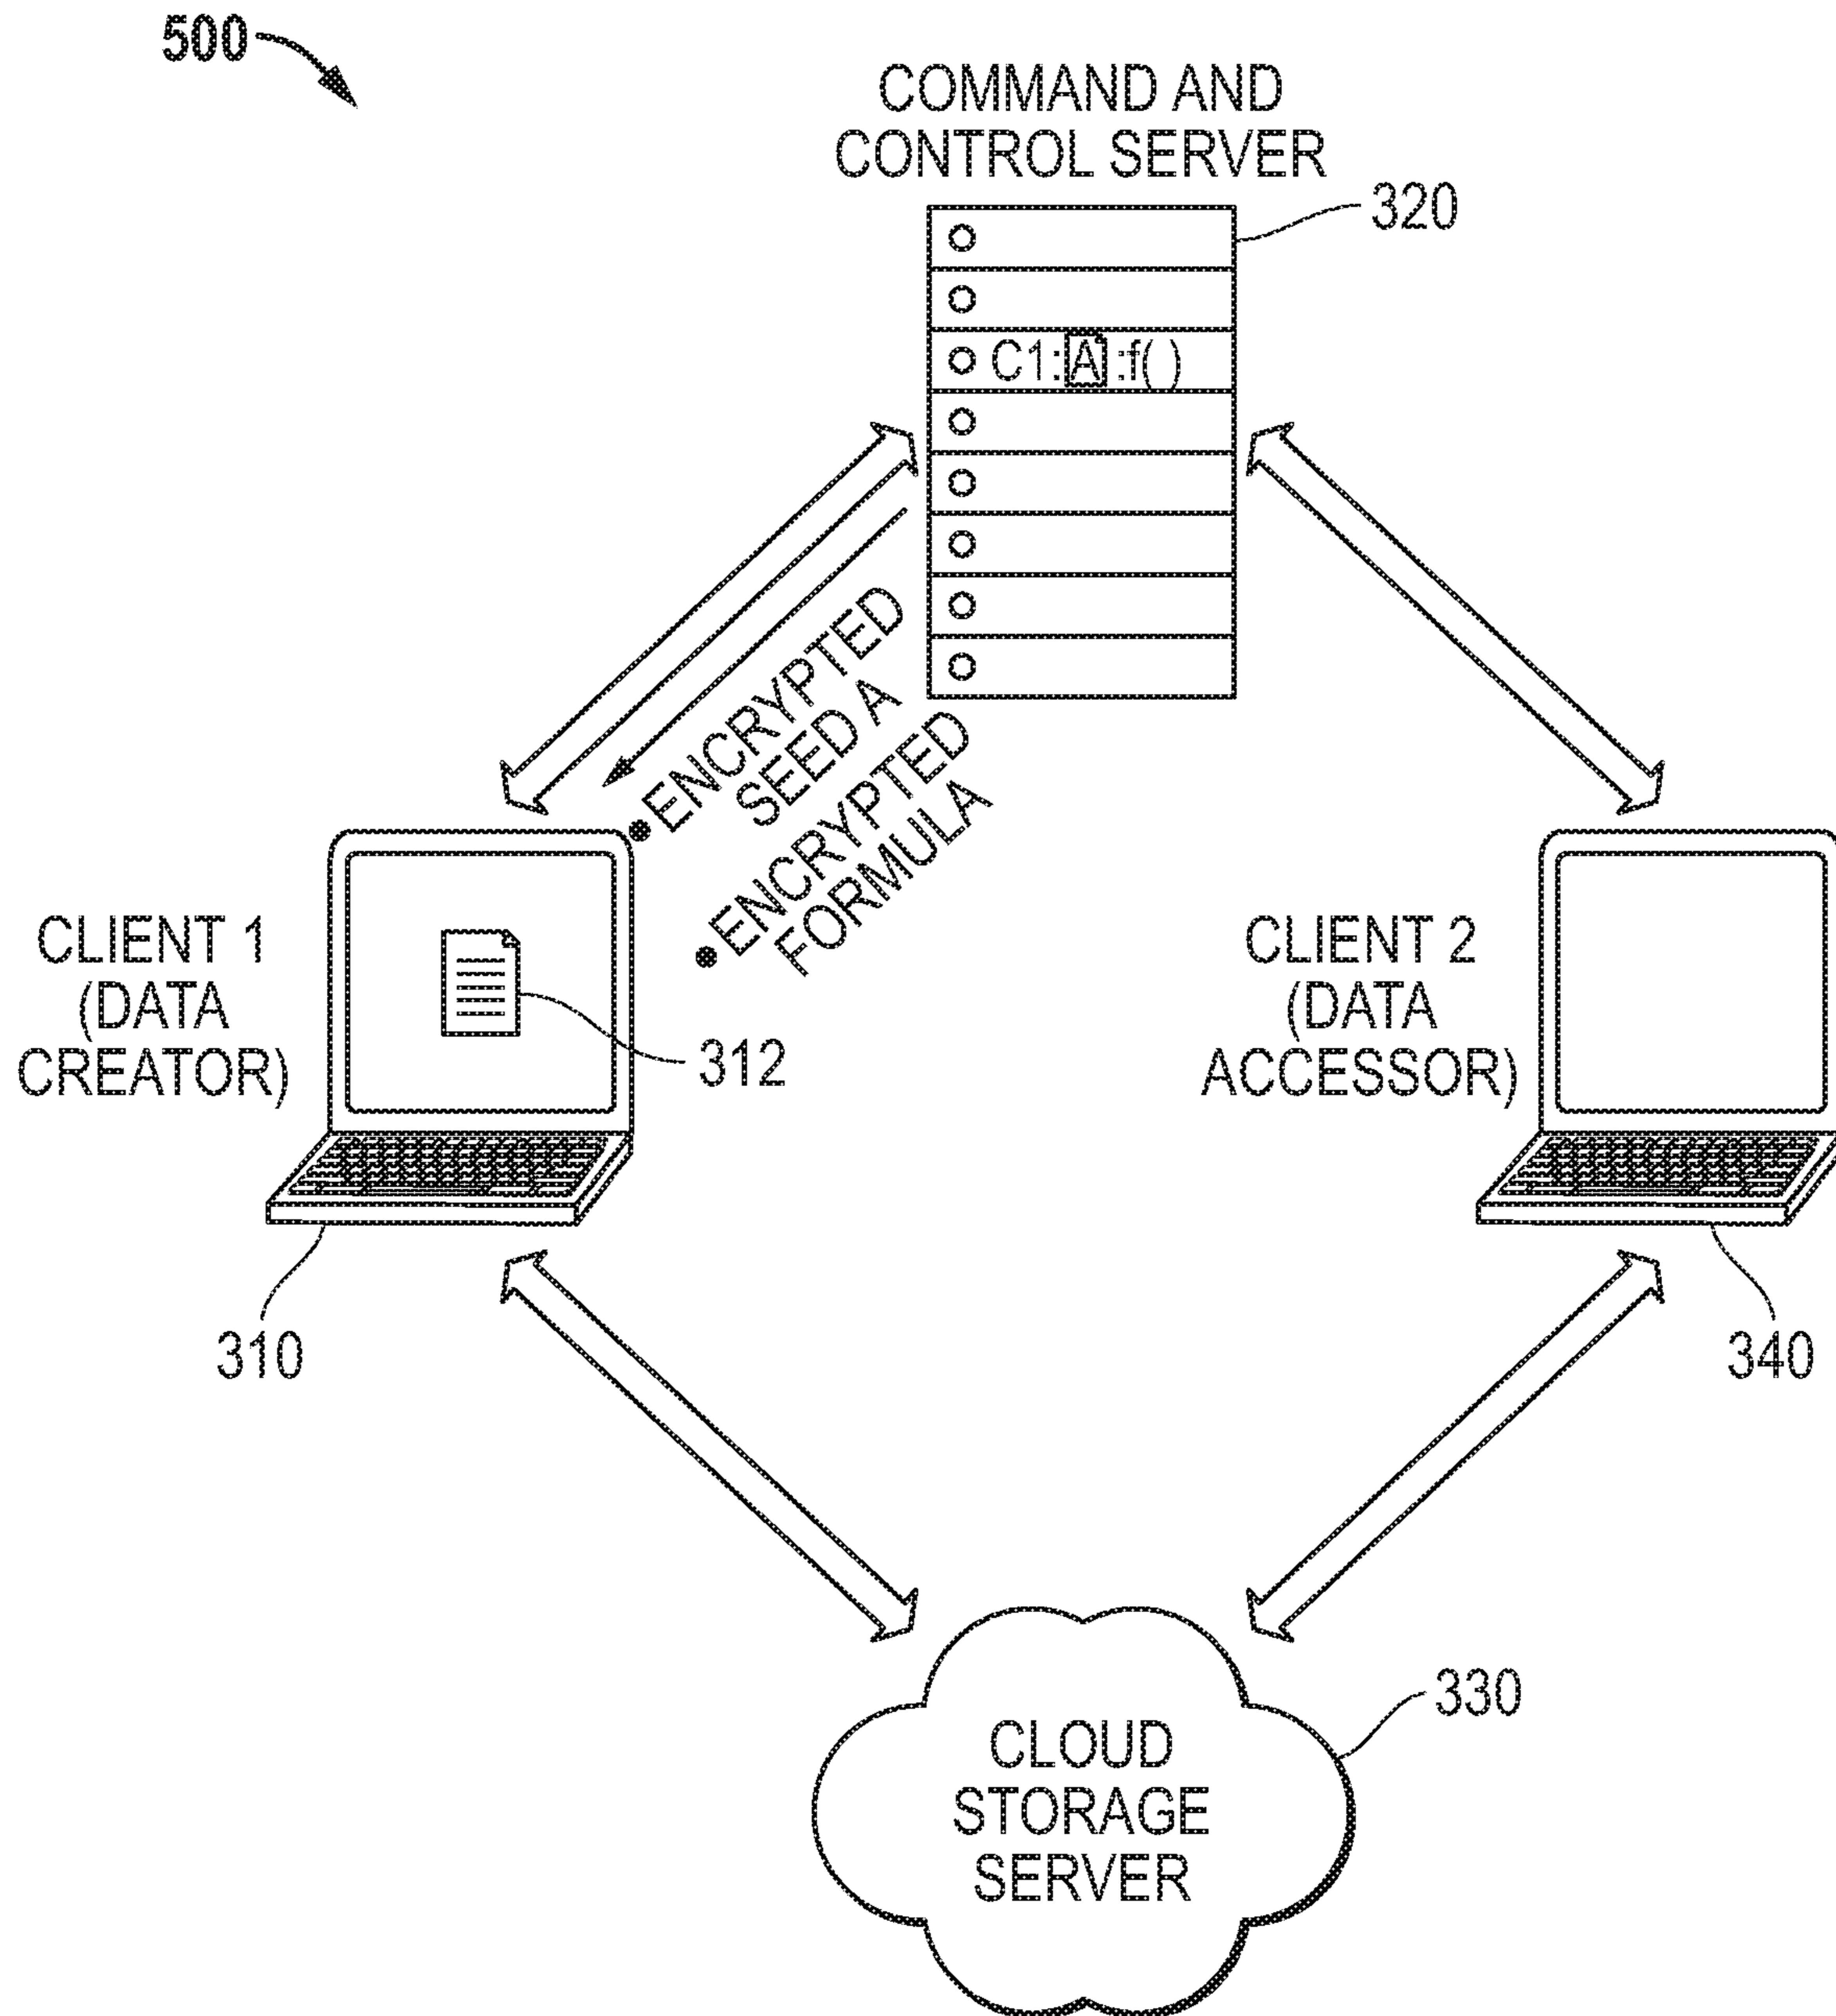 500
COMMAND AND
CONTROL SERVER
320
C1:A:f( )
• ENCRYPTED
SEED A
• ENCRYPTED
FORMULA
CLIENT 1
(DATA
CREATOR)
312
310
CLIENT 2
(DATA
ACCESSOR)
340
CLOUD
STORAGE
SERVER
330